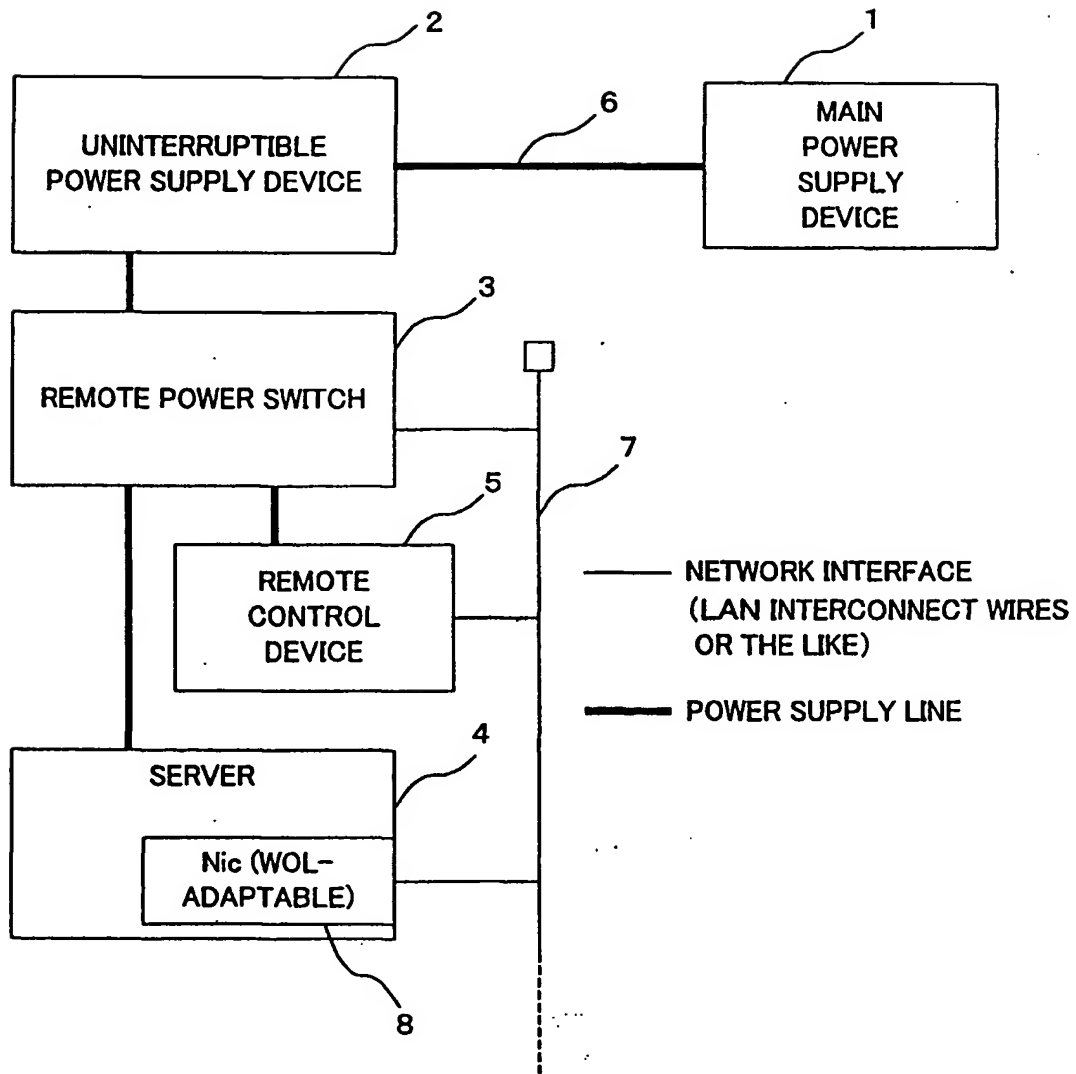 2
1
UNINTERRUPTIBLE
POWER SUPPLY DEVICE
6
MAIN
POWER
SUPPLY
DEVICE
3
REMOTE POWER SWITCH
7
5
REMOTE
CONTROL
DEVICE
NETWORK INTERFACE
(LAN INTERCONNECT WIRES
OR THE LIKE)
POWER SUPPLY LINE
4
SERVER
Nic (WOL-
ADAPTABLE)
8